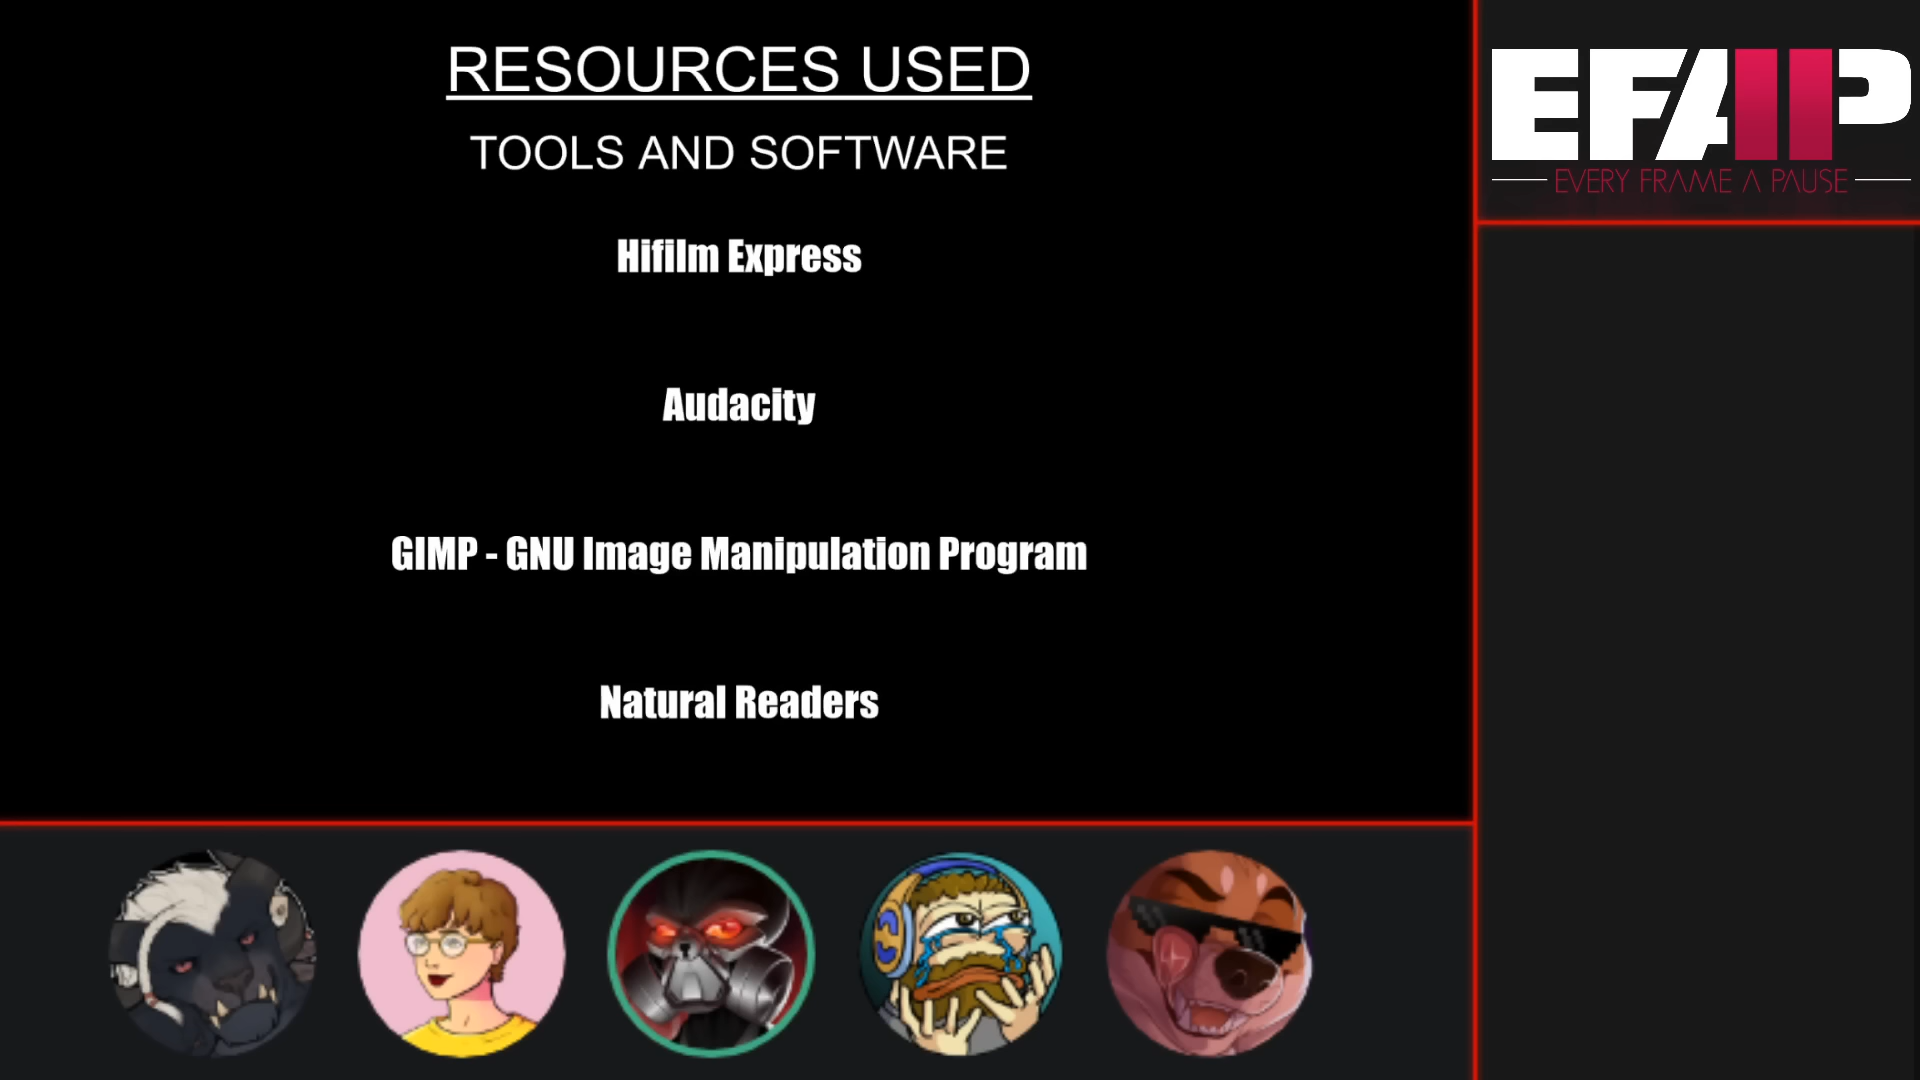 RESOURCES USED
TOOLS AND SOFTWARE
Hifilm Express
Audacity
GIMP - GNU Image Manipulation Program
Natural Readers
EFAP
EVERY FRAME A PAUSE